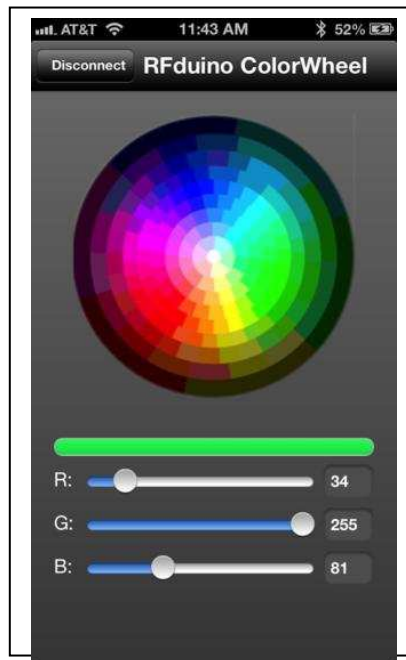 AT&T 11:43 AM 52%
Disconnect RFduino ColorWheel
R: 34
G: 255
B: 81